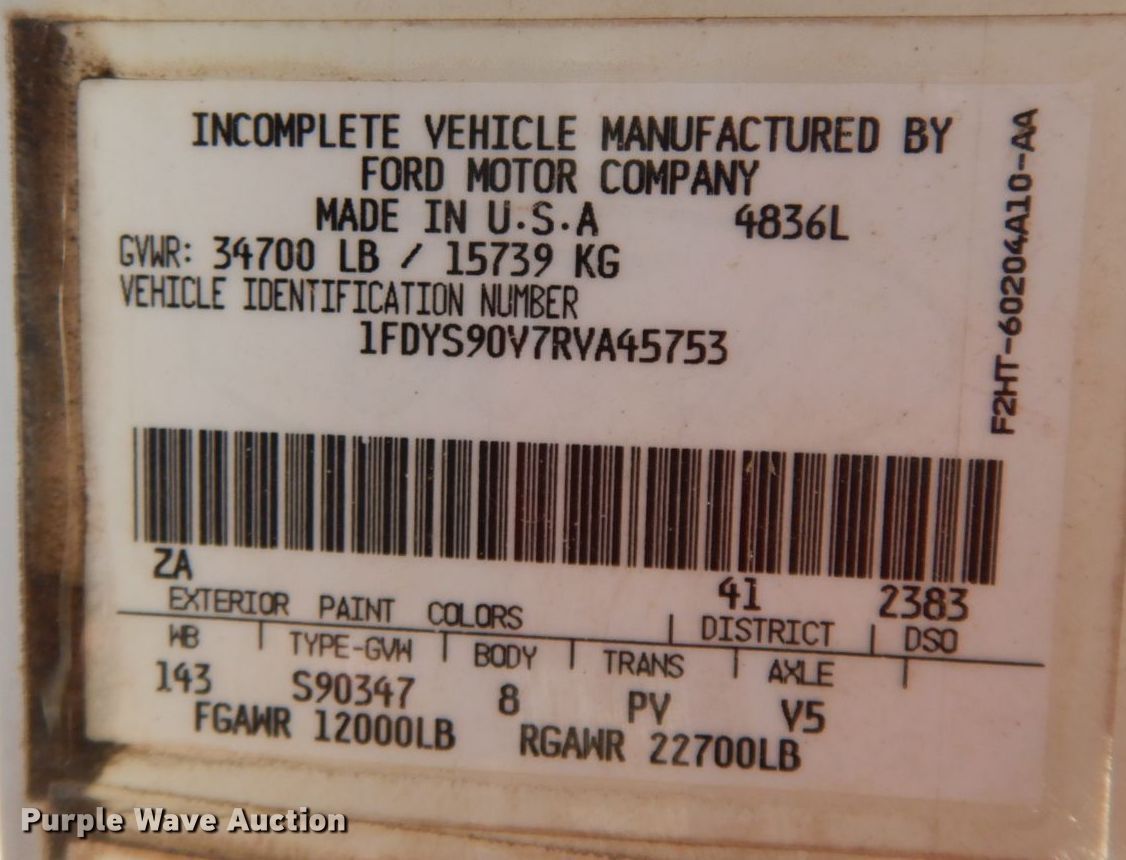 INCOMPLETE VEHICLE MANUFACTURED BY
FORD MOTOR COMPANY
MADE IN U.S.A 4836L
GVWR: 34700 LB / 15739 KG
VEHICLE IDENTIFICATION NUMBER
1FDYS90V7RVA45753
F2HT-60204A10-AA
ZA 41 2383
EXTERIOR PAINT COLORS DISTRICT DSO
WB TYPE-GVW BODY TRANS AXLE
143 S90347 8 PV V5
FGAWR 12000LB RGAWR 22700LB
Purple Wave Auction